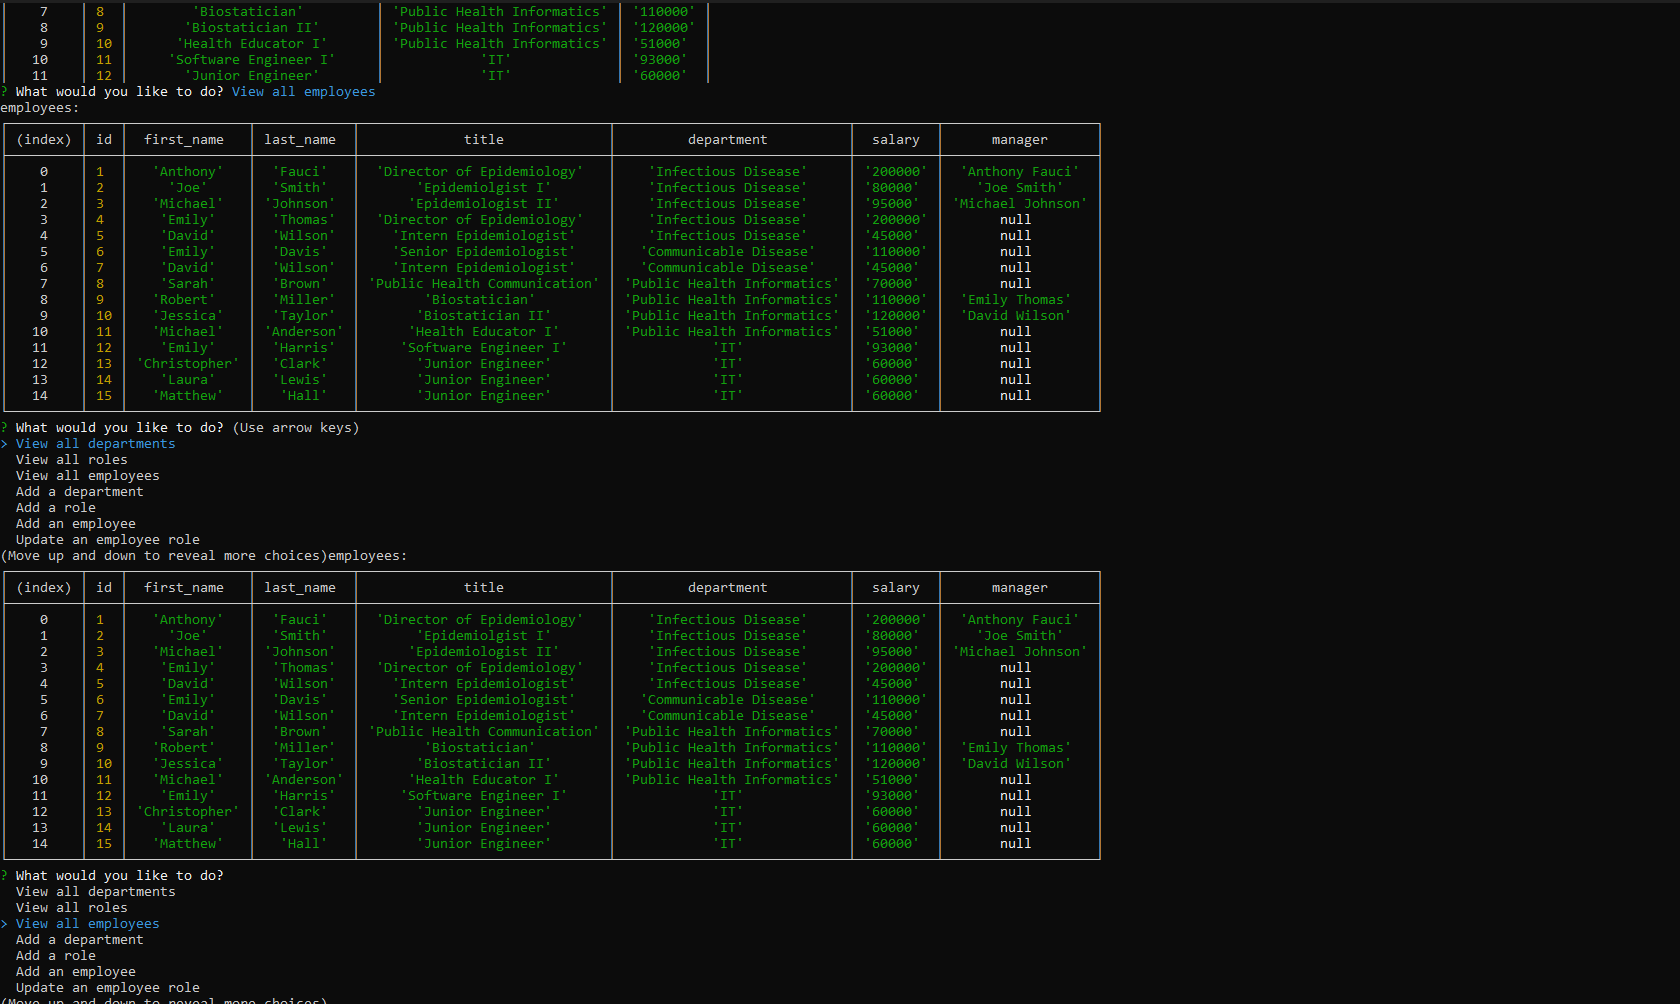 7 8 'Biostatician' 'Public Health Informatics' '110000'
8 9 'Biostatician II' 'Public Health Informatics' '120000'
9 10 'Health Educator I' 'Public Health Informatics' '51000'
10 11 'Software Engineer I' 'IT' '93000'
11 12 'Junior Engineer' 'IT' '60000'
? What would you like to do? View all employees
employees:
(index) id first_name last_name title department salary manager
0 1 'Anthony' 'Fauci' 'Director of Epidemiology' 'Infectious Disease' '200000' 'Anthony Fauci'
1 2 'Joe' 'Smith' 'Epidemiolgist I' 'Infectious Disease' '80000' 'Joe Smith'
2 3 'Michael' 'Johnson' 'Epidemiologist II' 'Infectious Disease' '95000' 'Michael Johnson'
3 4 'Emily' 'Thomas' 'Director of Epidemiology' 'Infectious Disease' '200000' null
4 5 'David' 'Wilson' 'Intern Epidemiologist' 'Infectious Disease' '45000' null
5 6 'Emily' 'Davis' 'Senior Epidemiologist' 'Communicable Disease' '110000' null
6 7 'David' 'Wilson' 'Intern Epidemiologist' 'Communicable Disease' '45000' null
7 8 'Sarah' 'Brown' 'Public Health Communication' 'Public Health Informatics' '70000' null
8 9 'Robert' 'Miller' 'Biostatician' 'Public Health Informatics' '110000' 'Emily Thomas'
9 10 'Jessica' 'Taylor' 'Biostatician II' 'Public Health Informatics' '120000' 'David Wilson'
10 11 'Michael' 'Anderson' 'Health Educator I' 'Public Health Informatics' '51000' null
11 12 'Emily' 'Harris' 'Software Engineer I' 'IT' '93000' null
12 13 'Christopher' 'Clark' 'Junior Engineer' 'IT' '60000' null
13 14 'Laura' 'Lewis' 'Junior Engineer' 'IT' '60000' null
14 15 'Matthew' 'Hall' 'Junior Engineer' 'IT' '60000' null
? What would you like to do? (Use arrow keys)
> View all departments
View all roles
View all employees
Add a department
Add a role
Add an employee
Update an employee role
(Move up and down to reveal more choices)employees:
(index) id first_name last_name title department salary manager
0 1 'Anthony' 'Fauci' 'Director of Epidemiology' 'Infectious Disease' '200000' 'Anthony Fauci'
1 2 'Joe' 'Smith' 'Epidemiolgist I' 'Infectious Disease' '80000' 'Joe Smith'
2 3 'Michael' 'Johnson' 'Epidemiologist II' 'Infectious Disease' '95000' 'Michael Johnson'
3 4 'Emily' 'Thomas' 'Director of Epidemiology' 'Infectious Disease' '200000' null
4 5 'David' 'Wilson' 'Intern Epidemiologist' 'Infectious Disease' '45000' null
5 6 'Emily' 'Davis' 'Senior Epidemiologist' 'Communicable Disease' '110000' null
6 7 'David' 'Wilson' 'Intern Epidemiologist' 'Communicable Disease' '45000' null
7 8 'Sarah' 'Brown' 'Public Health Communication' 'Public Health Informatics' '70000' null
8 9 'Robert' 'Miller' 'Biostatician' 'Public Health Informatics' '110000' 'Emily Thomas'
9 10 'Jessica' 'Taylor' 'Biostatician II' 'Public Health Informatics' '120000' 'David Wilson'
10 11 'Michael' 'Anderson' 'Health Educator I' 'Public Health Informatics' '51000' null
11 12 'Emily' 'Harris' 'Software Engineer I' 'IT' '93000' null
12 13 'Christopher' 'Clark' 'Junior Engineer' 'IT' '60000' null
13 14 'Laura' 'Lewis' 'Junior Engineer' 'IT' '60000' null
14 15 'Matthew' 'Hall' 'Junior Engineer' 'IT' '60000' null
? What would you like to do?
View all departments
View all roles
> View all employees
Add a department
Add a role
Add an employee
Update an employee role
(Move up and down to reveal more choices)